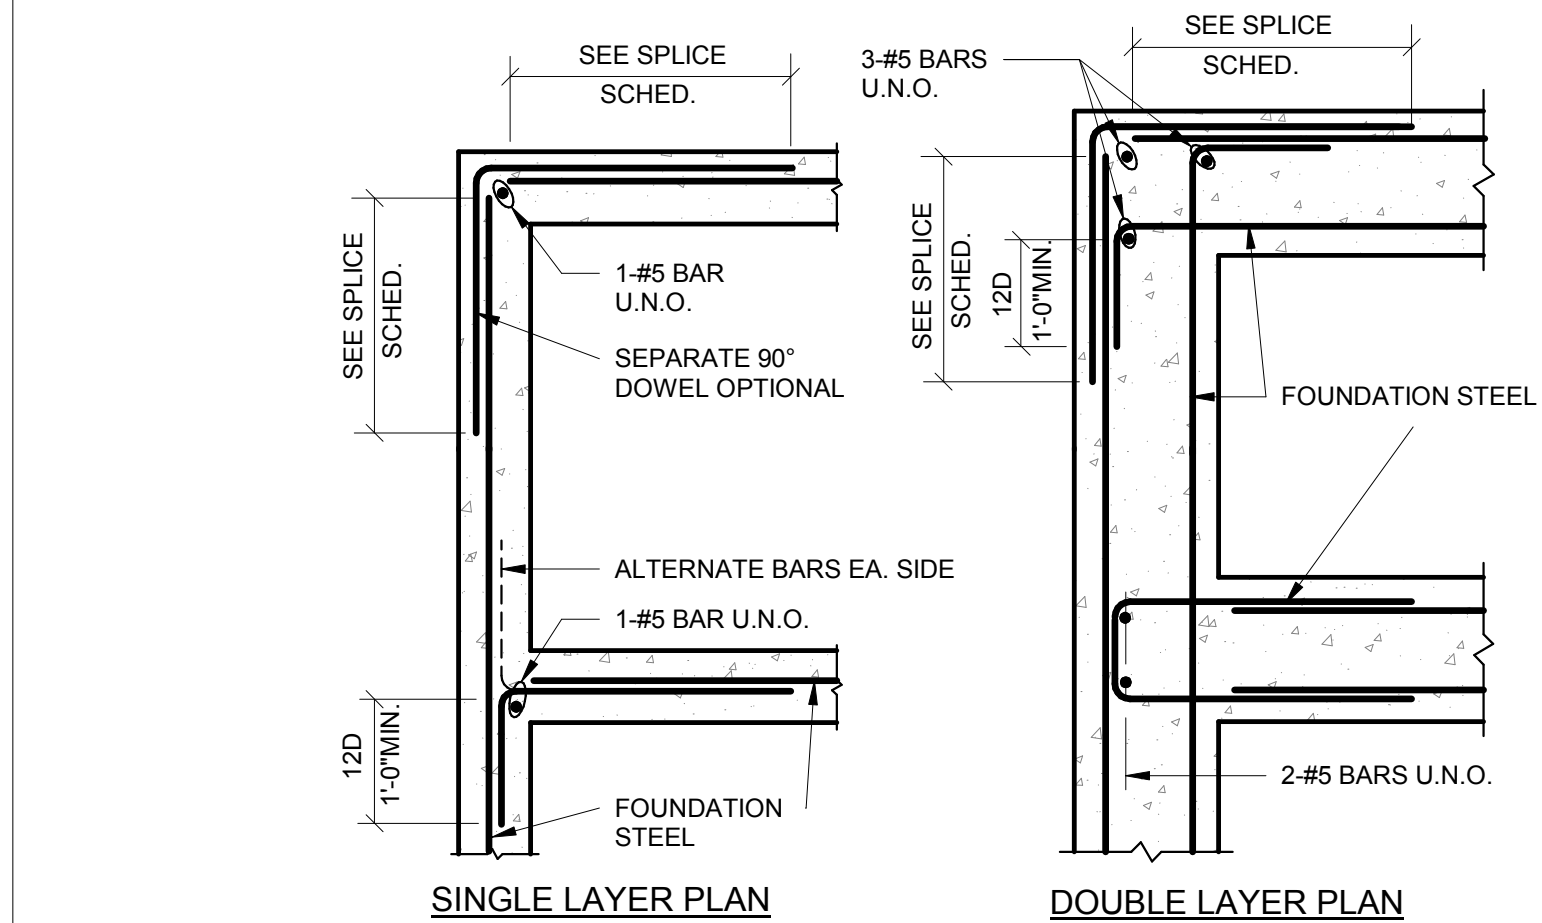 SEE SPLICE
SCHED.
SEE SPLICE
SCHED.
1-#5 BAR
U.N.O.
SEPARATE 90°
DOWEL OPTIONAL
ALTERNATE BARS EA. SIDE
1-#5 BAR U.N.O.
12D
1'-0"MIN.
FOUNDATION
STEEL
SINGLE LAYER PLAN
3-#5 BARS
U.N.O.
SEE SPLICE
SCHED.
SEE SPLICE
SCHED.
12D
1'-0"MIN.
FOUNDATION STEEL
2-#5 BARS U.N.O.
DOUBLE LAYER PLAN